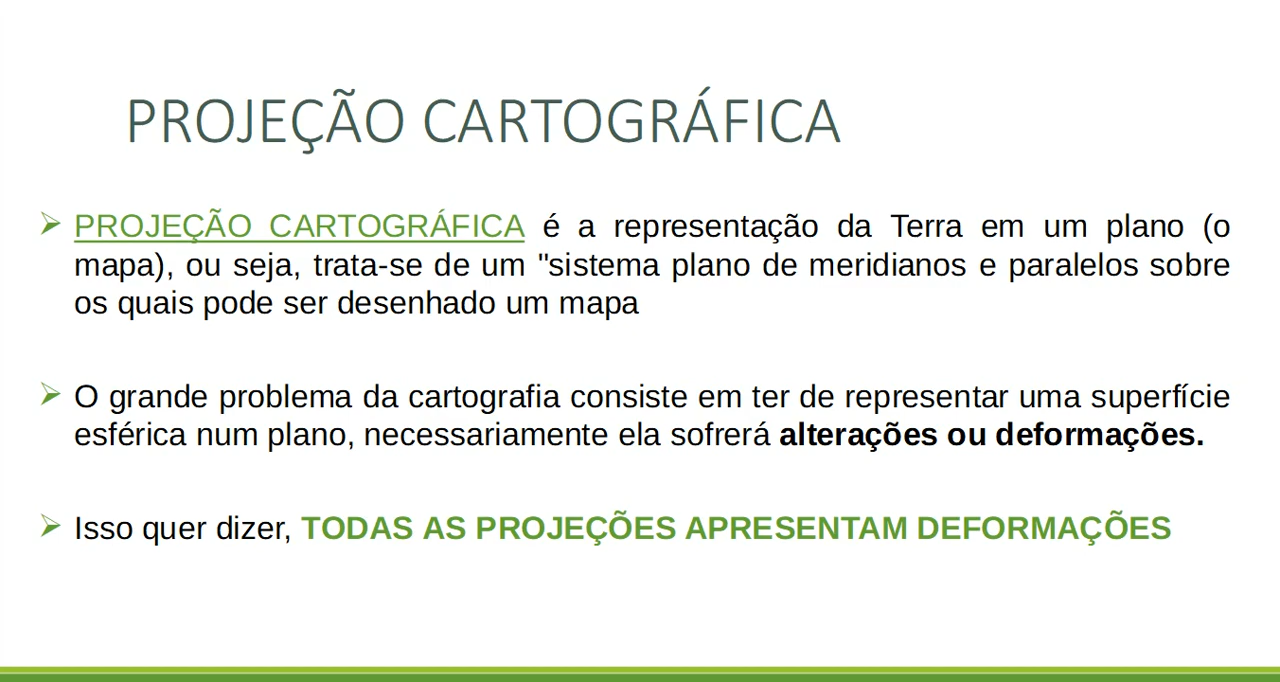 PROJEÇÃO CARTOGRÁFICA
PROJEÇÃO CARTOGRÁFICA é a representação da Terra em um plano (o
mapa), ou seja, trata-se de um "sistema plano de meridianos e paralelos sobre
os quais pode ser desenhado um mapa
O grande problema da cartografia consiste em ter de representar uma superfície
esférica num plano, necessariamente ela sofrerá alterações ou deformações.
Isso quer dizer, TODAS AS PROJEÇÕES APRESENTAM DEFORMAÇÕES